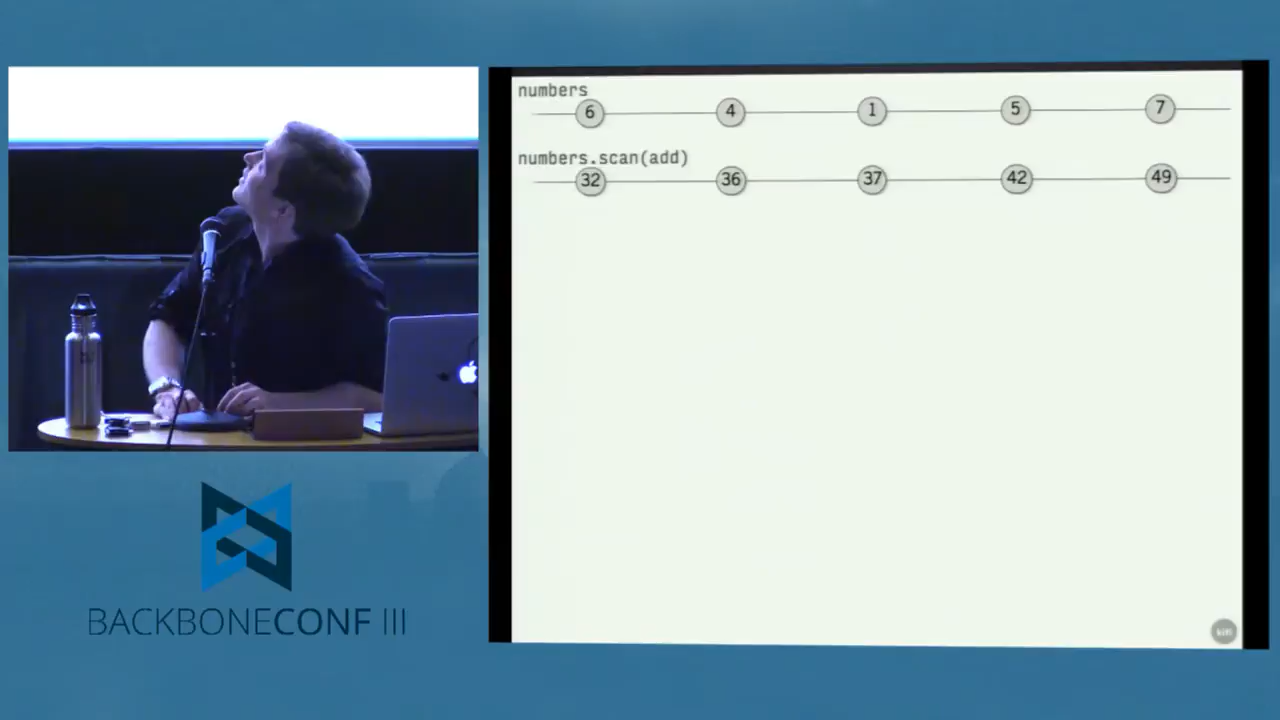 numbers
6 4 1 5 7
numbers.scan(add)
32 36 37 42 49
BACKBONECONF III